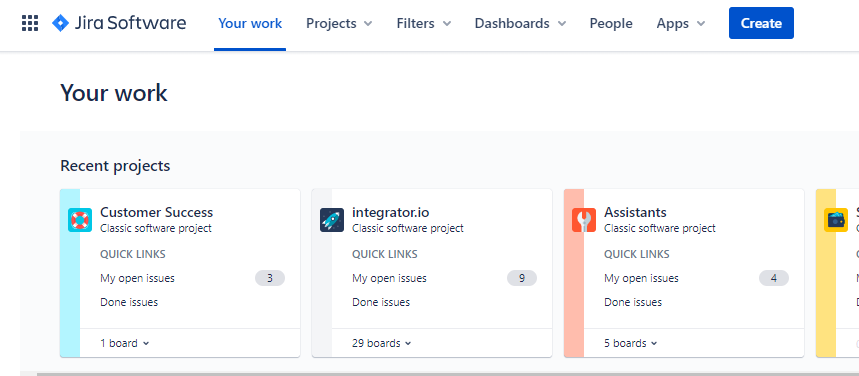 Jira Software Your work Projects Filters Dashboards People Apps Create
Your work
Recent projects
Customer Success
Classic software project
QUICK LINKS
My open issues 3
Done issues
1 board
integrator.io
Classic software project
QUICK LINKS
My open issues 9
Done issues
29 boards
Assistants
Classic software project
QUICK LINKS
My open issues 4
Done issues
5 boards